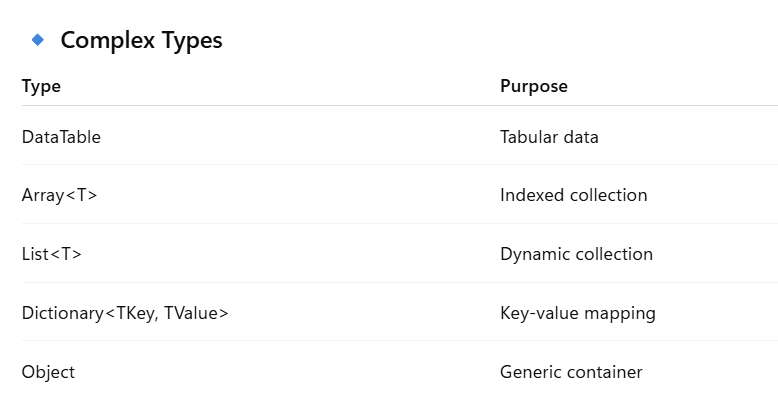 Complex Types
Type Purpose
DataTable Tabular data
Array<T> Indexed collection
List<T> Dynamic collection
Dictionary<TKey, TValue> Key-value mapping
Object Generic container